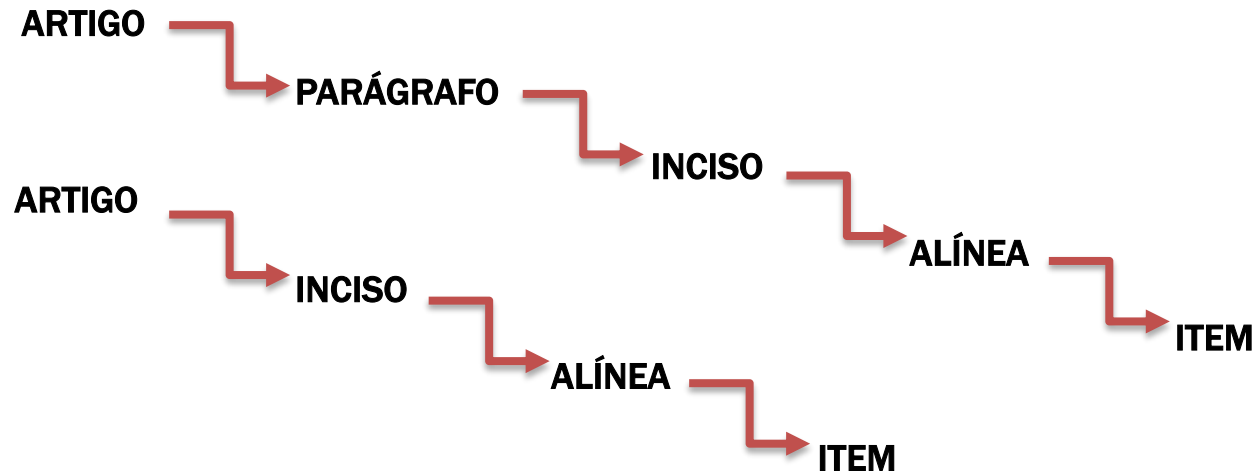 ARTIGO
PARÁGRAFO
INCISO
ALÍNEA
ITEM
ARTIGO
INCISO
ALÍNEA
ITEM